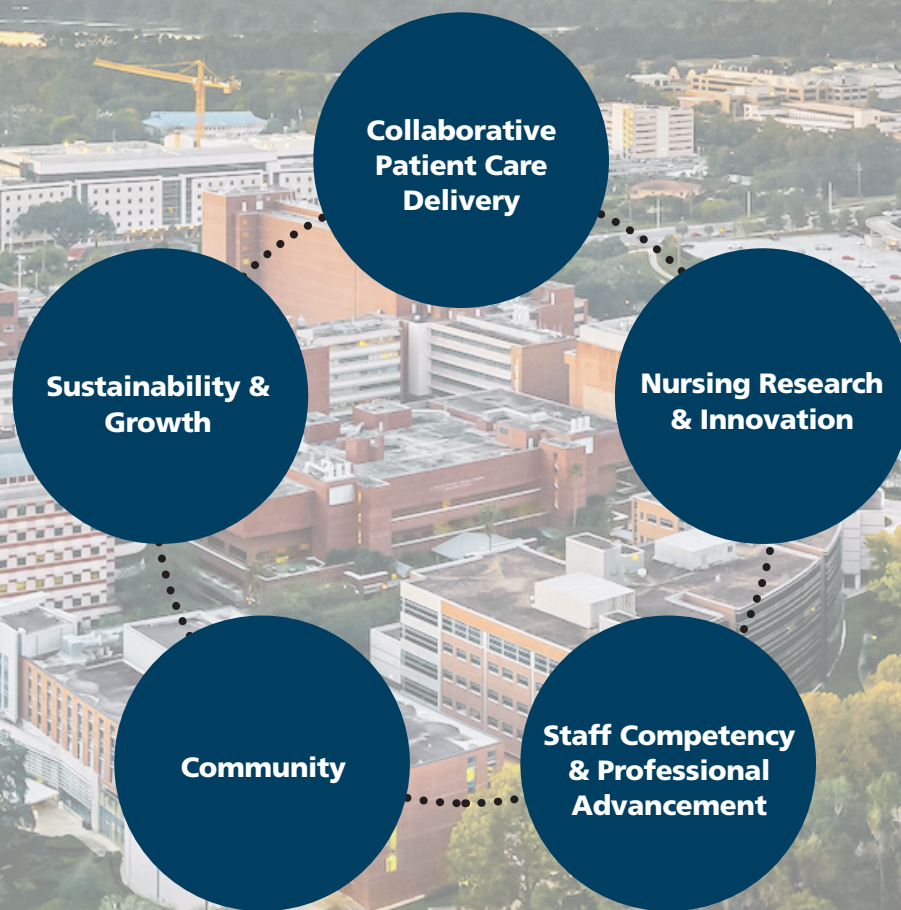 Collaborative
Patient Care
Delivery
Sustainability &
Growth
Nursing Research
& Innovation
Community
Staff Competency
& Professional
Advancement